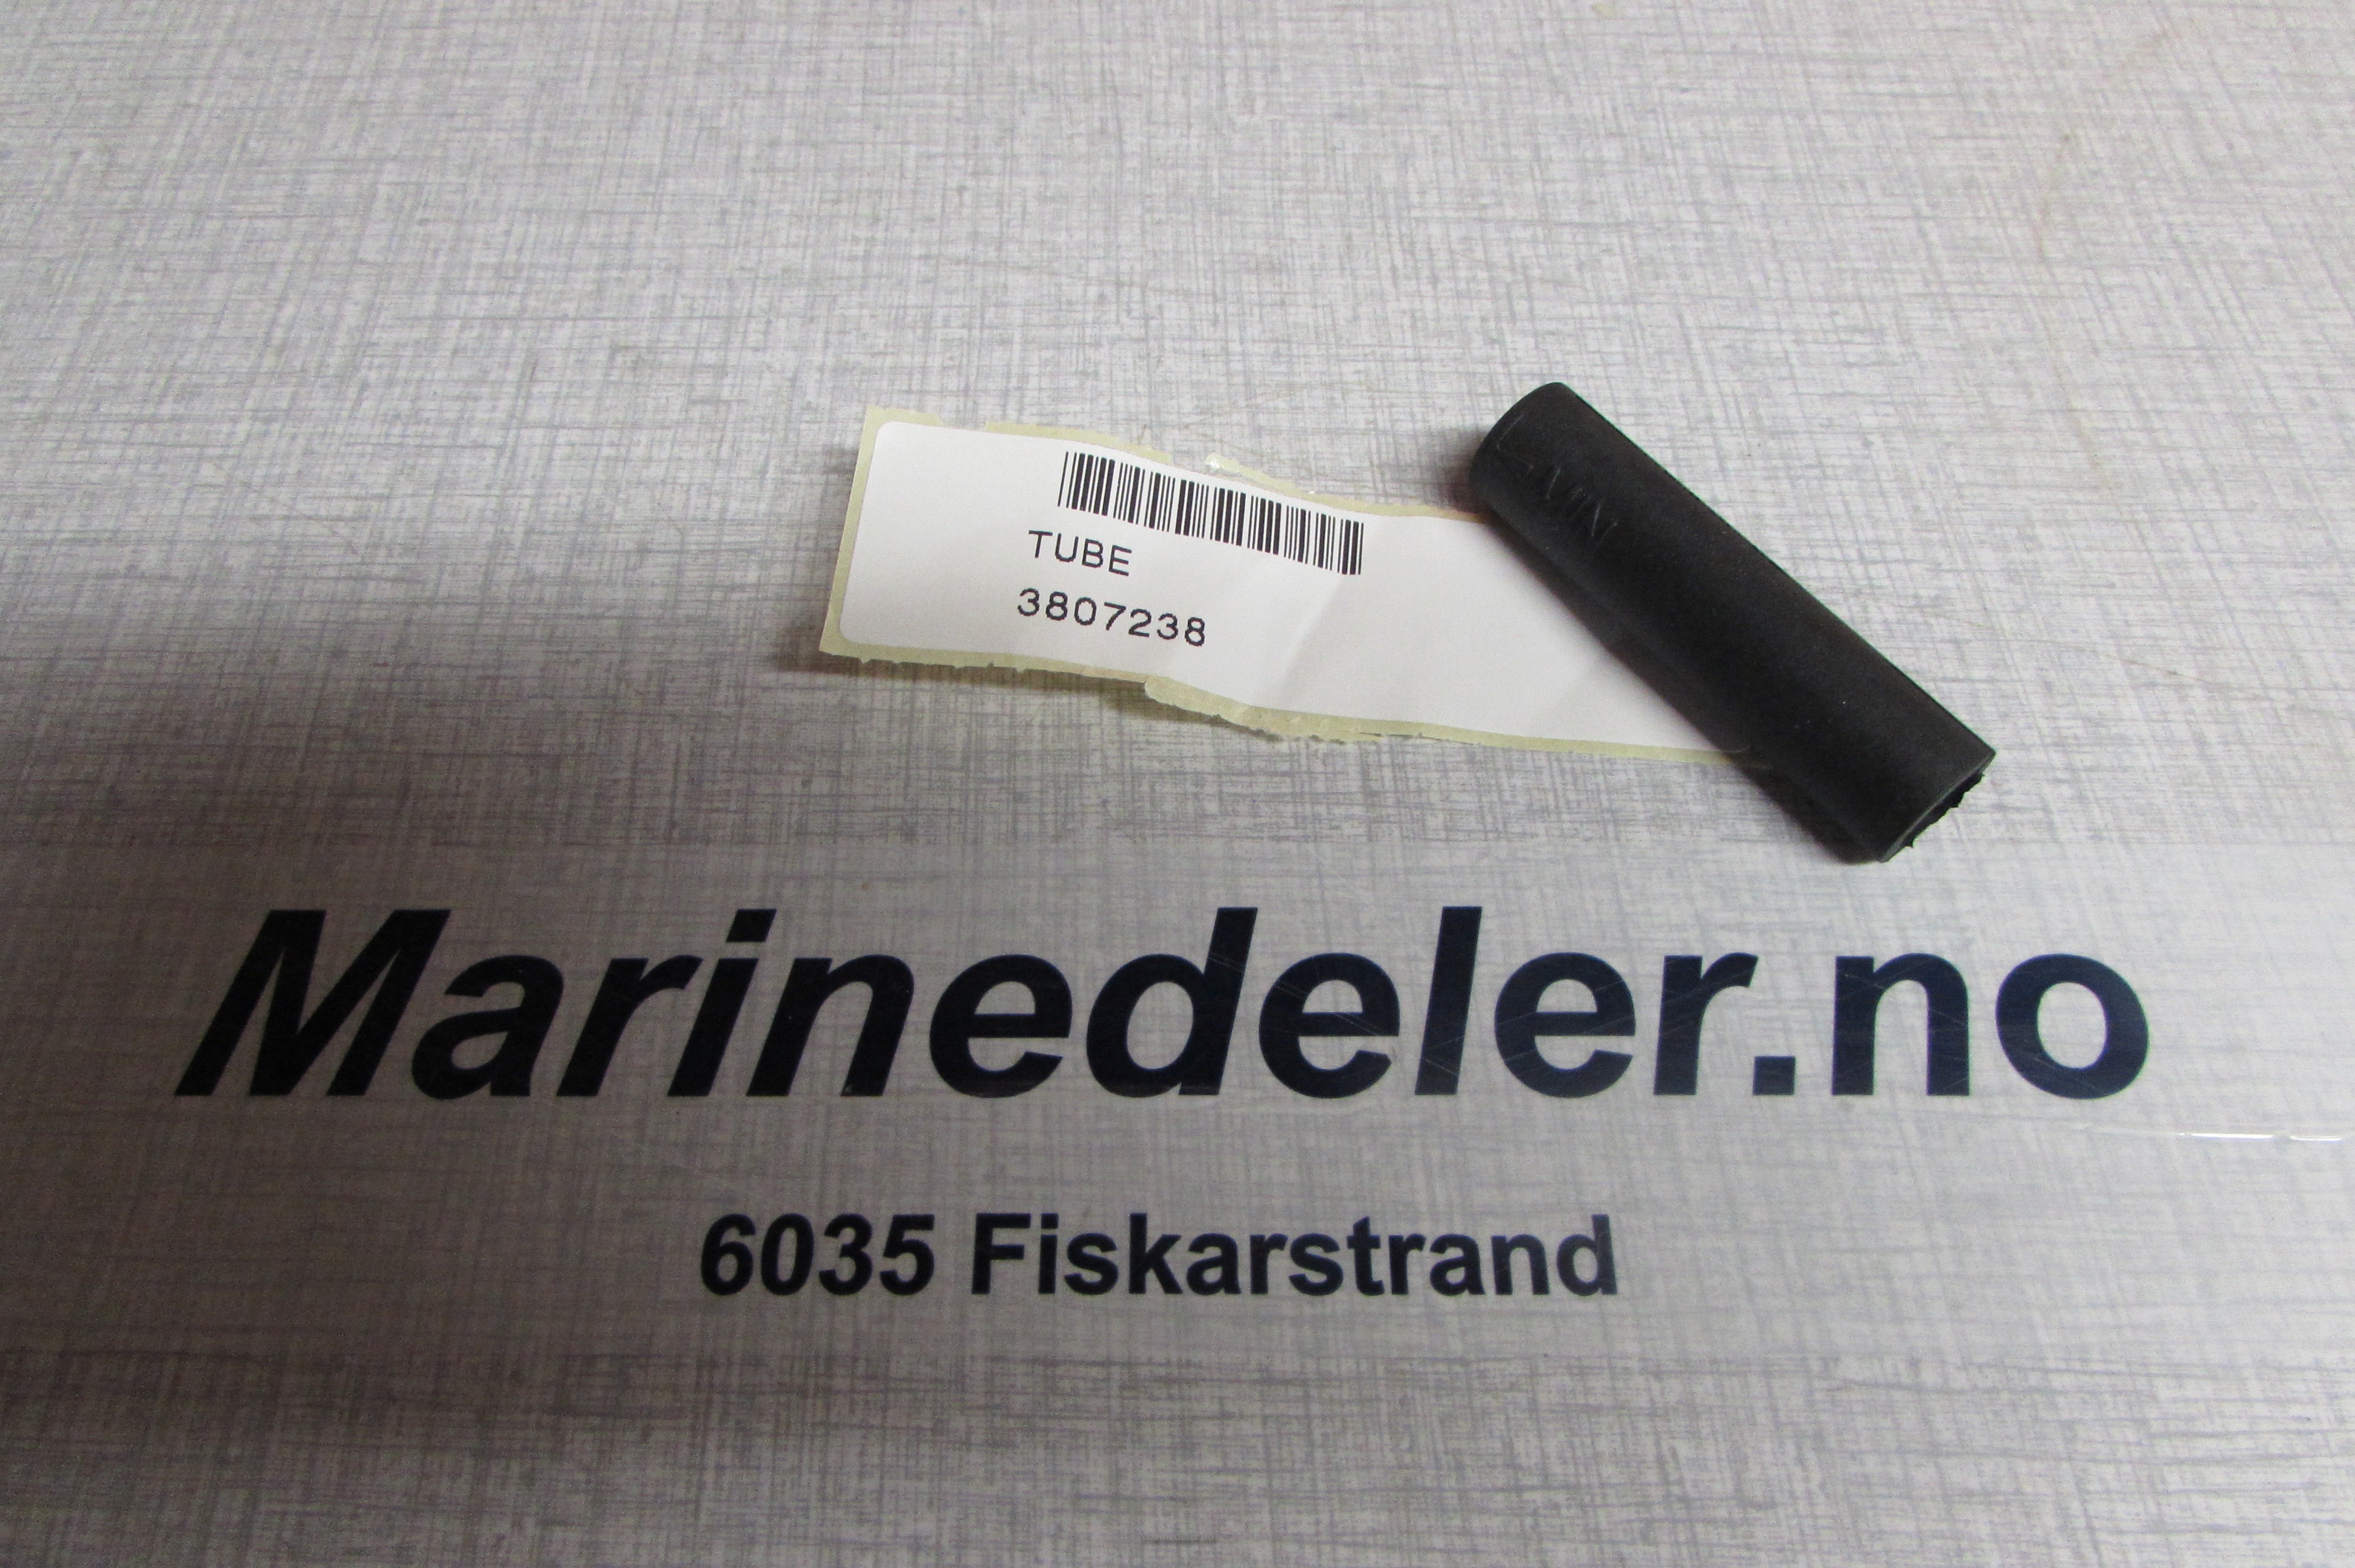 TUBE
3807238
Marinedeler.no
6035 Fiskarstrand